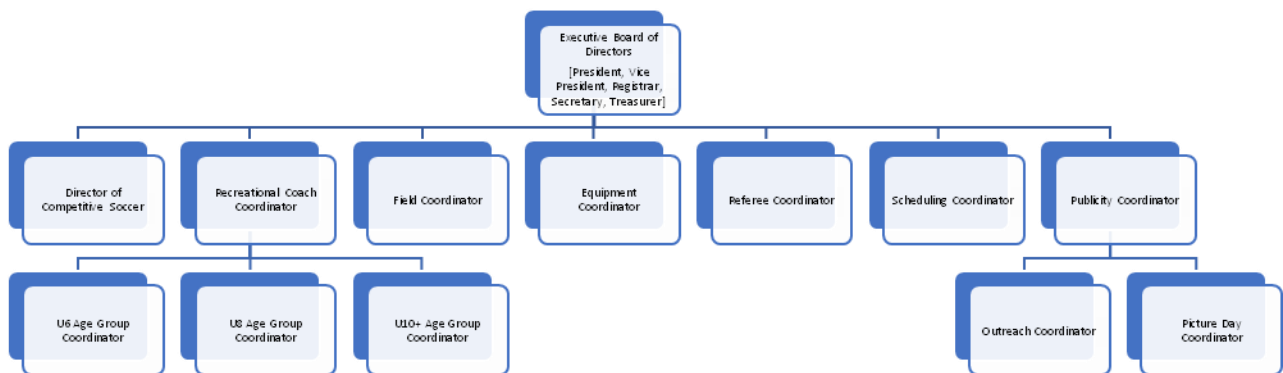 Executive Board of
Directors
[President, Vice
President, Registrar,
Secretary, Treasurer]
Director of
Competitive Soccer
Recreational Coach
Coordinator
Field Coordinator
Equipment
Coordinator
Referee Coordinator
Scheduling Coordinator
Publicity Coordinator
U6 Age Group
Coordinator
U8 Age Group
Coordinator
U10+ Age Group
Coordinator
Outreach Coordinator
Picture Day
Coordinator